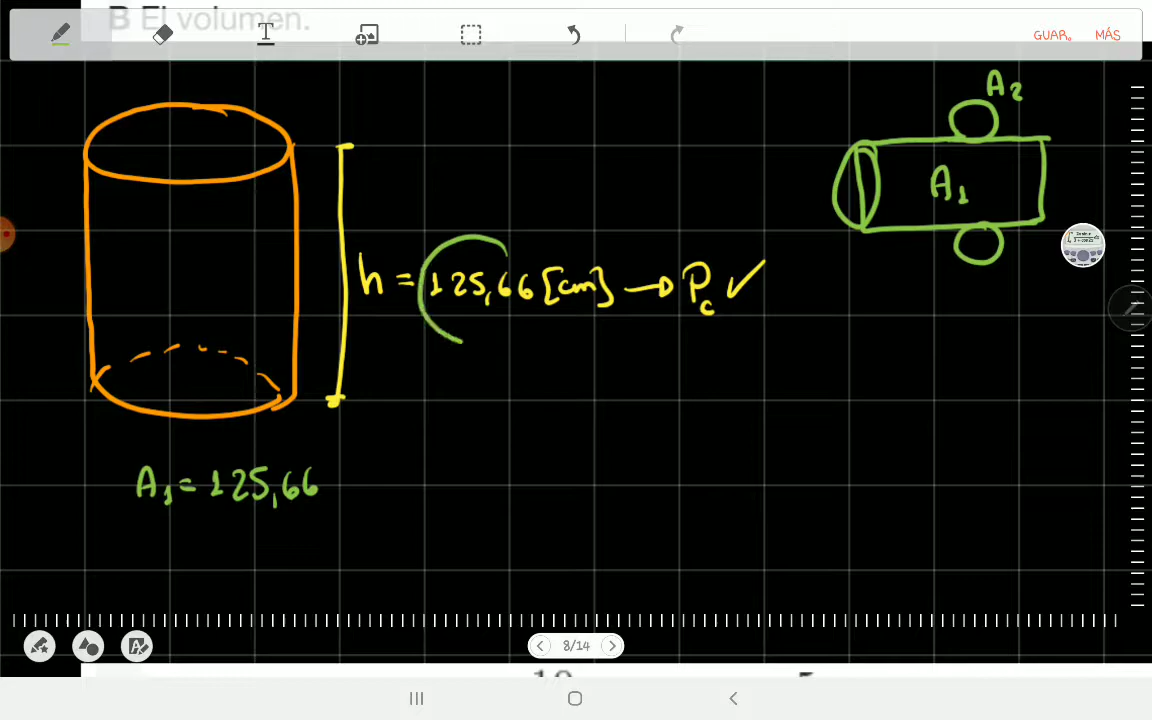 B El volumen.
T
GUAR.
MÁS
A2
A1
h = 125,66 [cm] → Pc ✓
A1 = 125,66
8/14